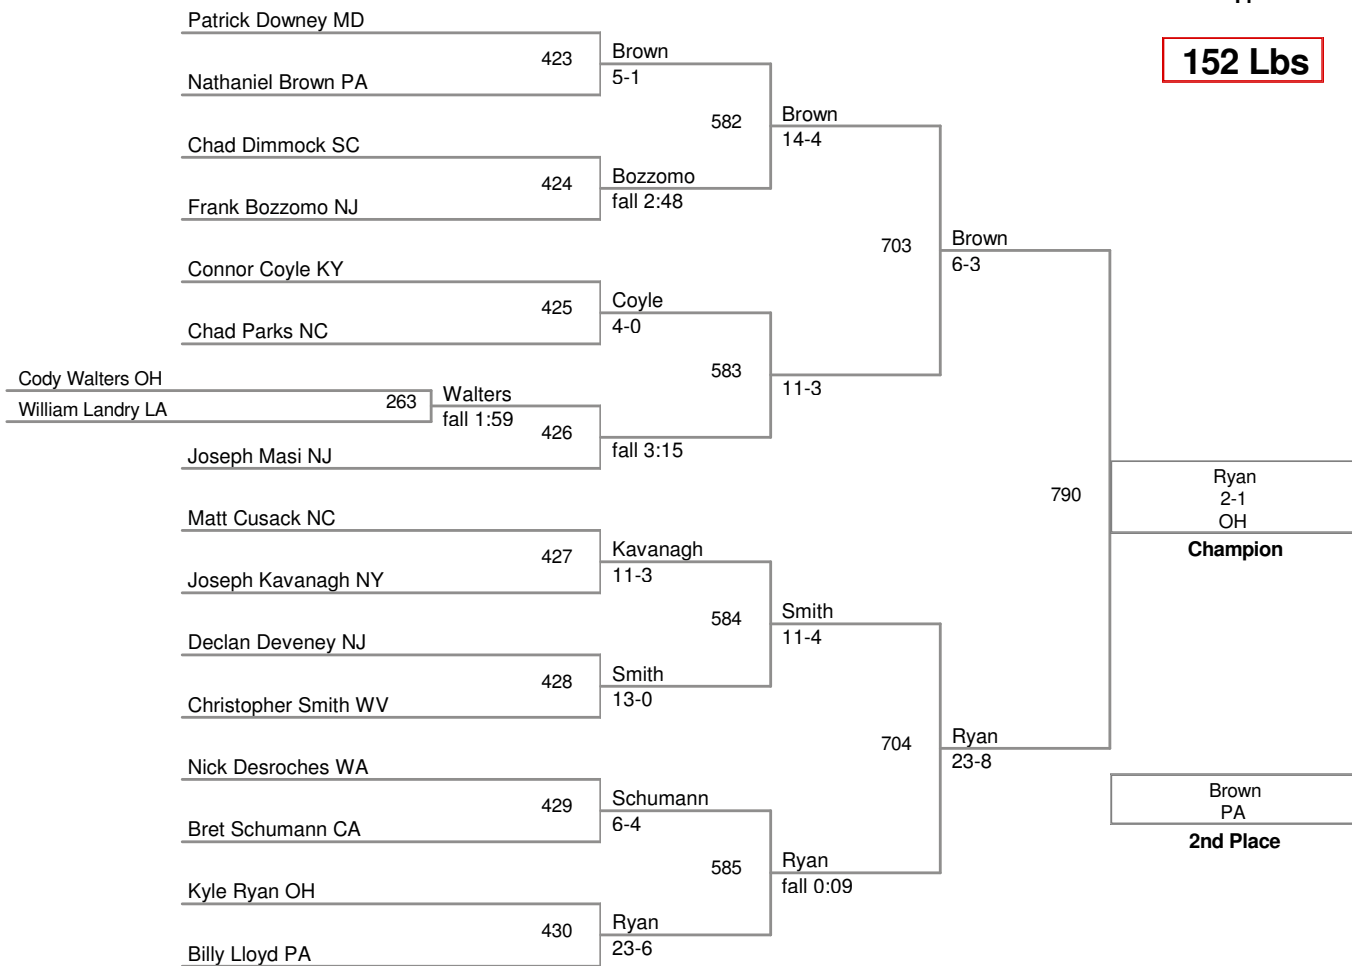 152 Lbs
Patrick Downey MD
423
Nathaniel Brown PA
Brown
5-1
Chad Dimmock SC
424
Frank Bozzomo NJ
Bozzomo
fall 2:48
582
Brown
14-4
Connor Coyle KY
425
Chad Parks NC
Coyle
4-0
Cody Walters OH
William Landry LA
263
Walters
fall 1:59
426
Joseph Masi NJ
fall 3:15
583
11-3
703
Brown
6-3
Matt Cusack NC
427
Joseph Kavanagh NY
Kavanagh
11-3
Declan Deveney NJ
428
Christopher Smith WV
Smith
13-0
584
Smith
11-4
Nick Desroches WA
429
Bret Schumann CA
Schumann
6-4
Kyle Ryan OH
430
Billy Lloyd PA
Ryan
23-6
585
Ryan
fall 0:09
704
Ryan
23-8
790
Ryan
2-1
OH
Champion
Brown
PA
2nd Place